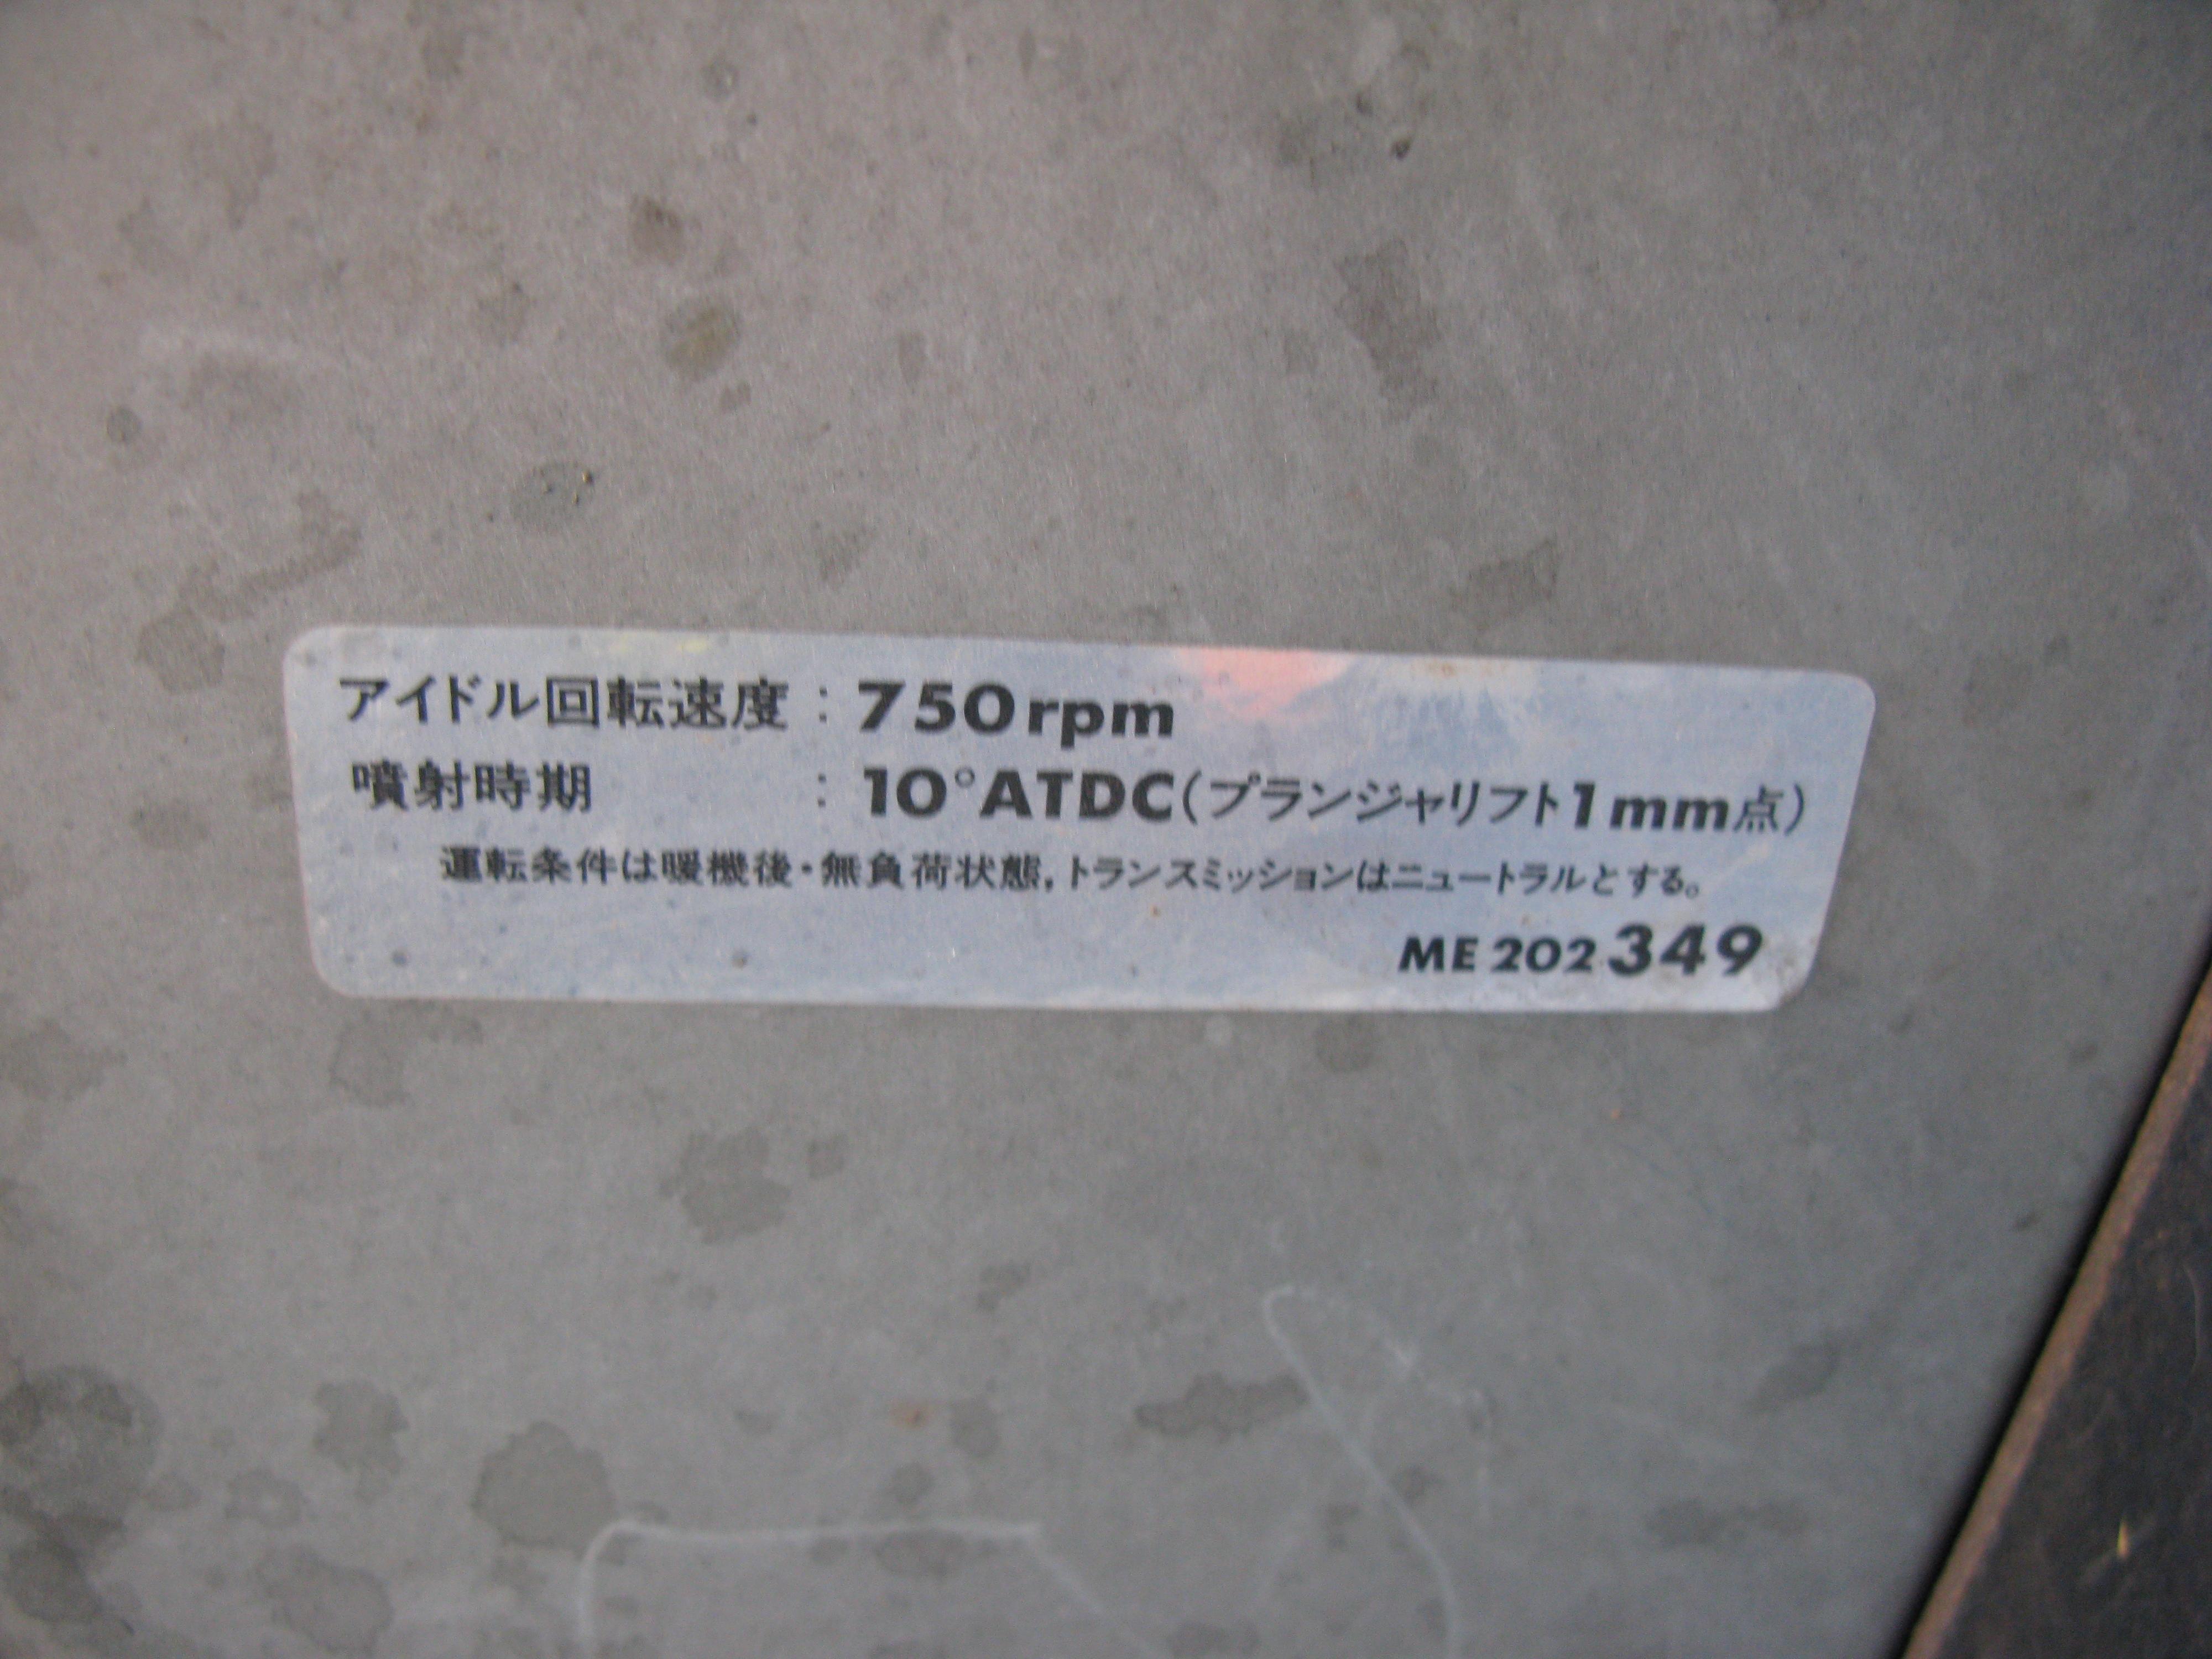 アイドル回転速度 : 750rpm
噴射時期 : 10°ATDC(プランジャリフト1mm点)
運転条件は暖機後・無負荷状態,トランスミッションはニュートラルとする。
ME202349